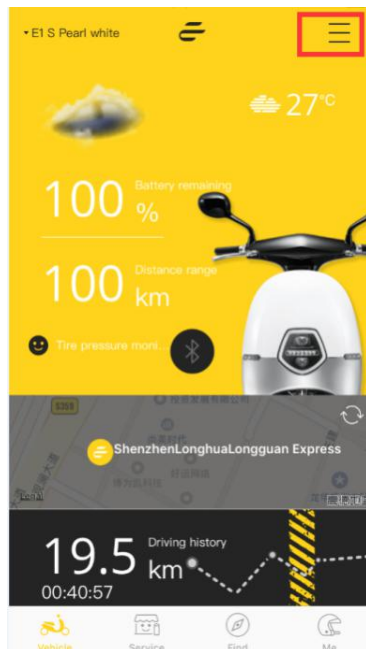 E1 S Pearl white
27°C
100 %
Battery remaining
100 km
Distance range
Tire pressure moni...
S359
ShenzhenLonghuaLongguan Express
Legal
19.5 km
Driving history
00:40:57
Vehicle
Service
Find
Me